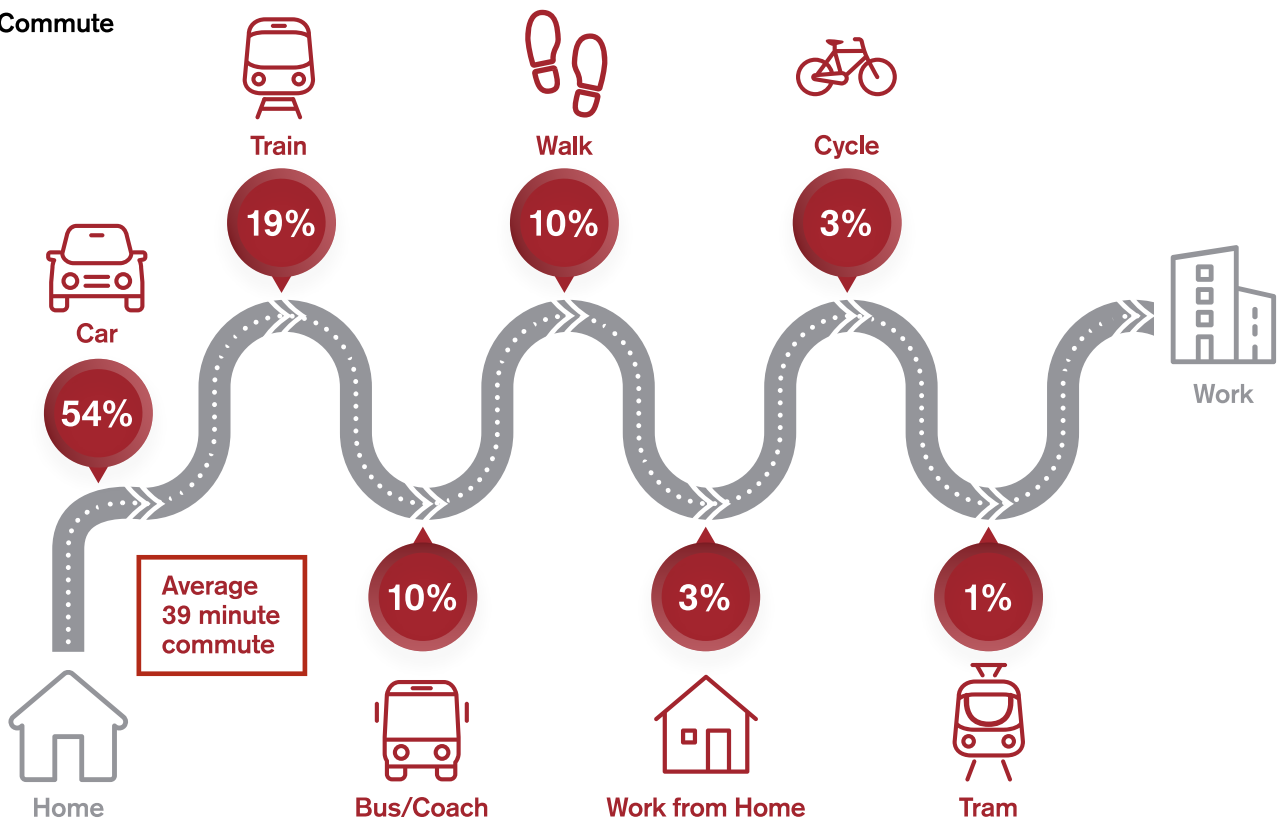 Commute
Train
19%
Walk
10%
Cycle
3%
Car
54%
Work
Average
39 minute
commute
10%
3%
1%
Home
Bus/Coach
Work from Home
Tram